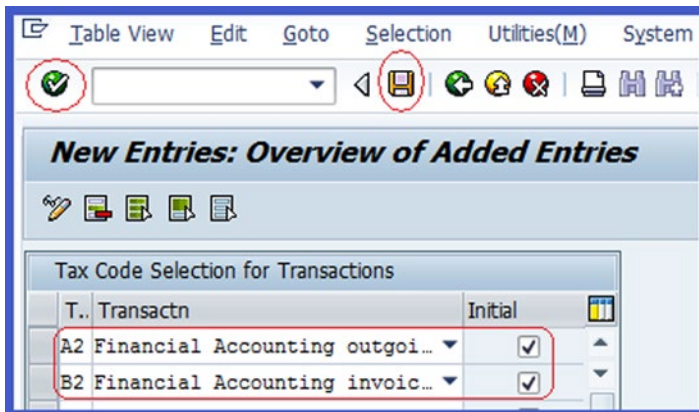 Table View Edit Goto Selection Utilities(M) System
New Entries: Overview of Added Entries
Tax Code Selection for Transactions
T.. Transactn Initial
A2 Financial Accounting outgoi...
B2 Financial Accounting invoic...